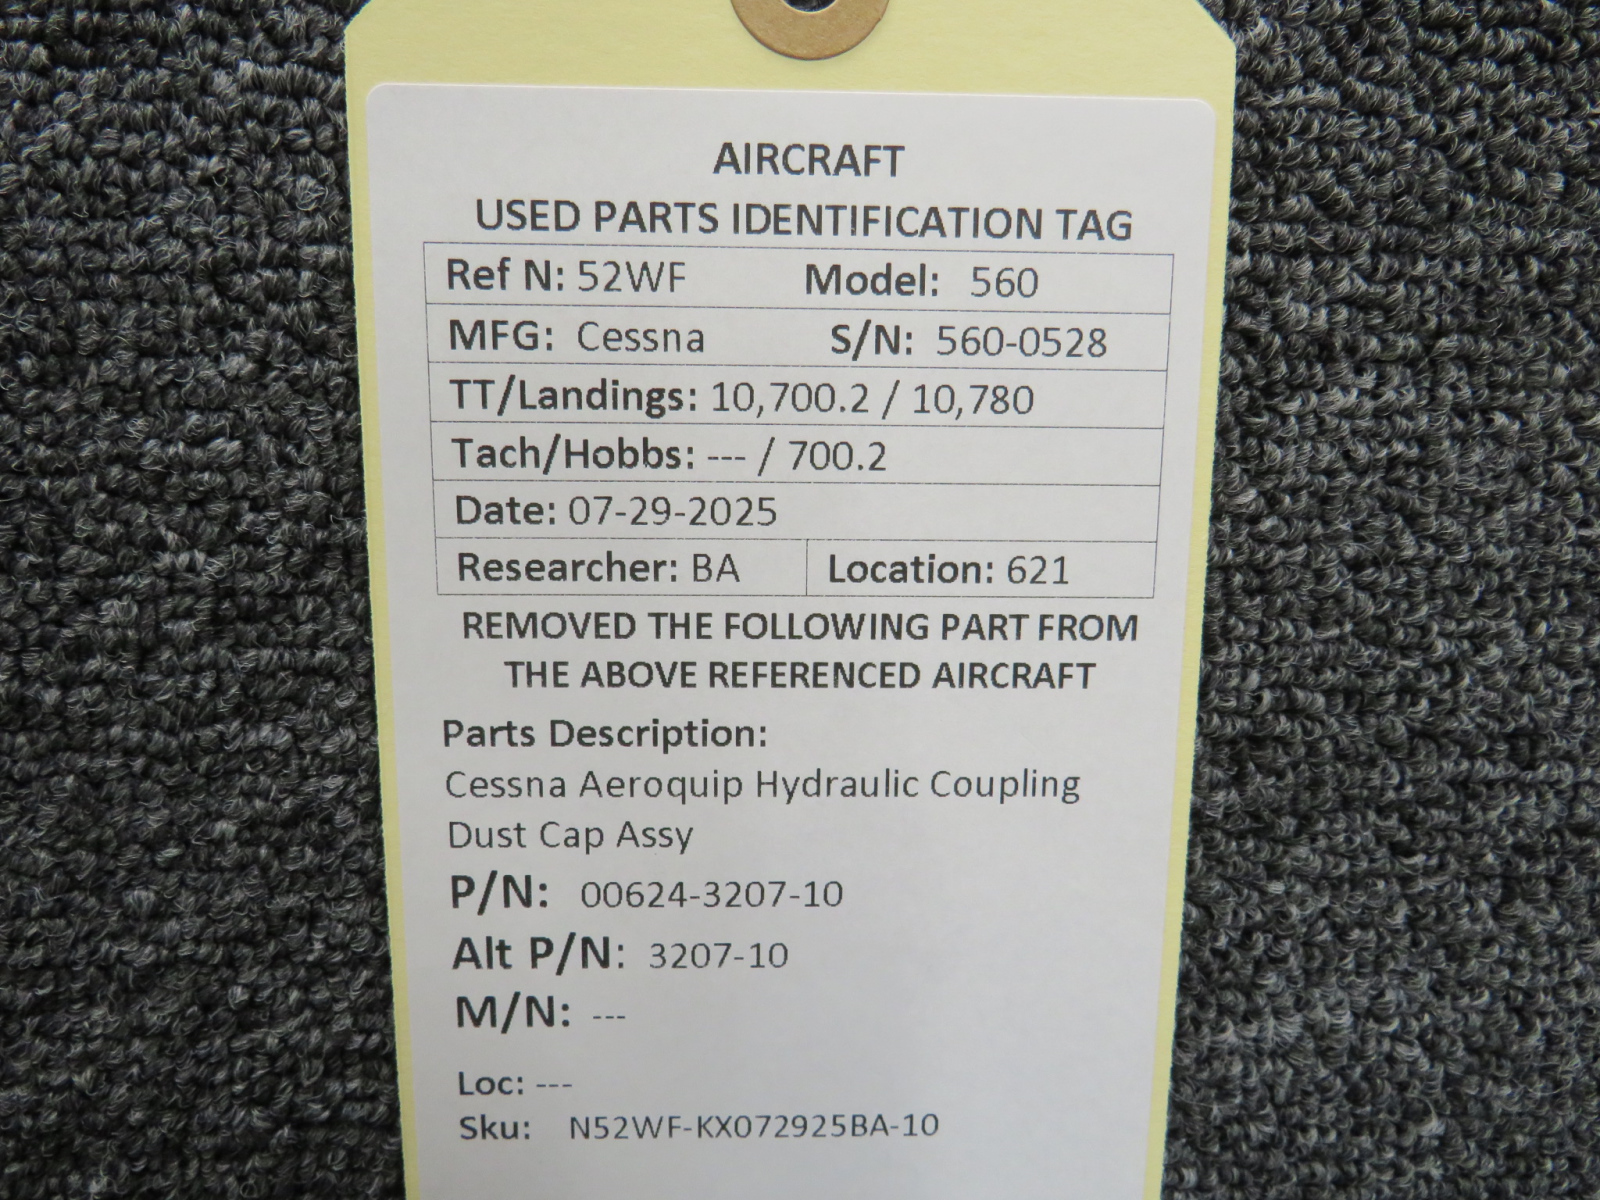 AIRCRAFT
USED PARTS IDENTIFICATION TAG
Ref N: 52WF Model: 560
MFG: Cessna S/N: 560-0528
TT/Landings: 10,700.2 / 10,780
Tach/Hobbs: --- / 700.2
Date: 07-29-2025
Researcher: BA Location: 621
REMOVED THE FOLLOWING PART FROM
THE ABOVE REFERENCED AIRCRAFT
Parts Description:
Cessna Aeroquip Hydraulic Coupling
Dust Cap Assy
P/N: 00624-3207-10
Alt P/N: 3207-10
M/N: ---
Loc: ---
Sku: N52WF-KX072925BA-10